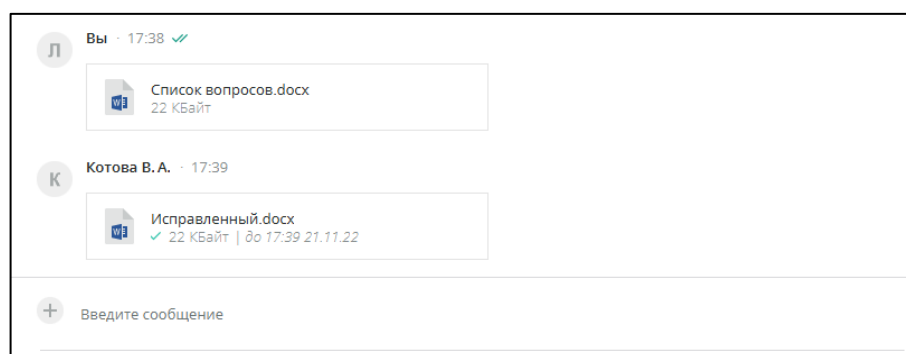 Л
Вы · 17:38
Список вопросов.docx
22 КБайт
К
Котова В. А. · 17:39
Исправленный.docx
22 КБайт | до 17:39 21.11.22
Введите сообщение